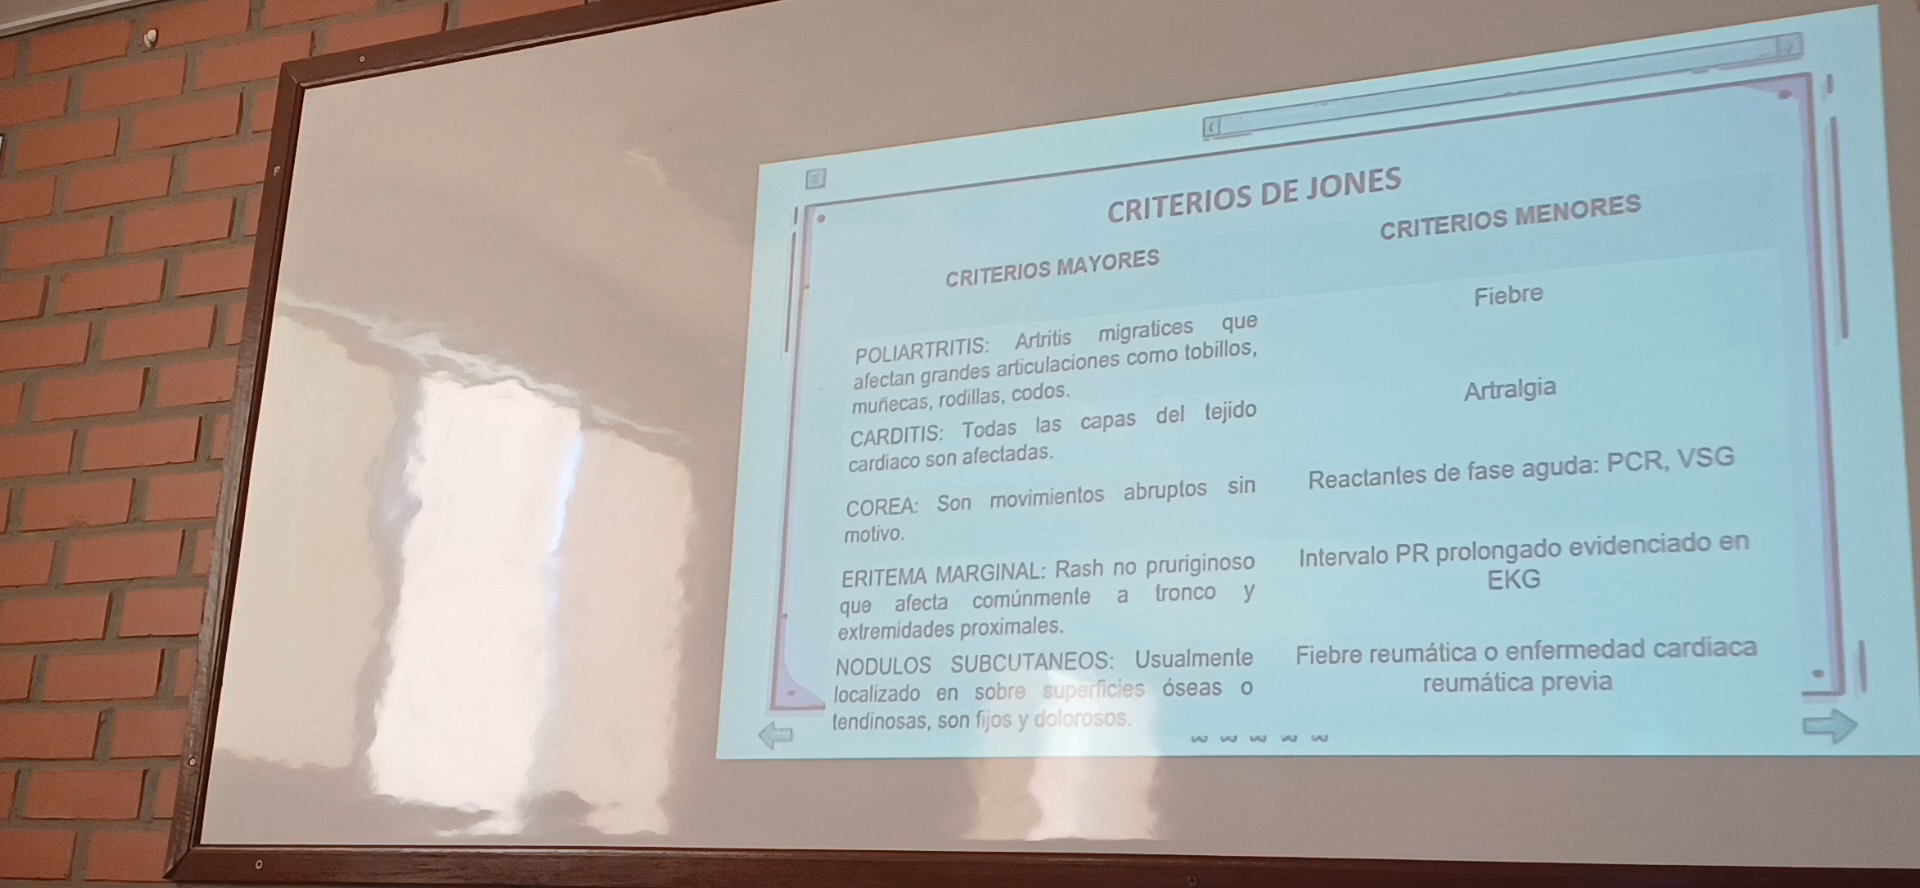 CRITERIOS DE JONES
CRITERIOS MAYORES
POLIARTRITIS: Artritis migratices que
afectan grandes articulaciones como tobillos,
muñecas, rodillas, codos.
CARDITIS: Todas las capas del tejido
cardiaco son afectadas.
COREA: Son movimientos abruptos sin
motivo.
ERITEMA MARGINAL: Rash no pruriginoso
que afecta comúnmente a tronco y
extremidades proximales.
NODULOS SUBCUTANEOS: Usualmente
localizado en sobre superficies óseas o
tendinosas, son fijos y dolorosos.
CRITERIOS MENORES
Fiebre
Artralgia
Reactantes de fase aguda: PCR, VSG
Intervalo PR prolongado evidenciado en
EKG
Fiebre reumática o enfermedad cardiaca
reumática previa